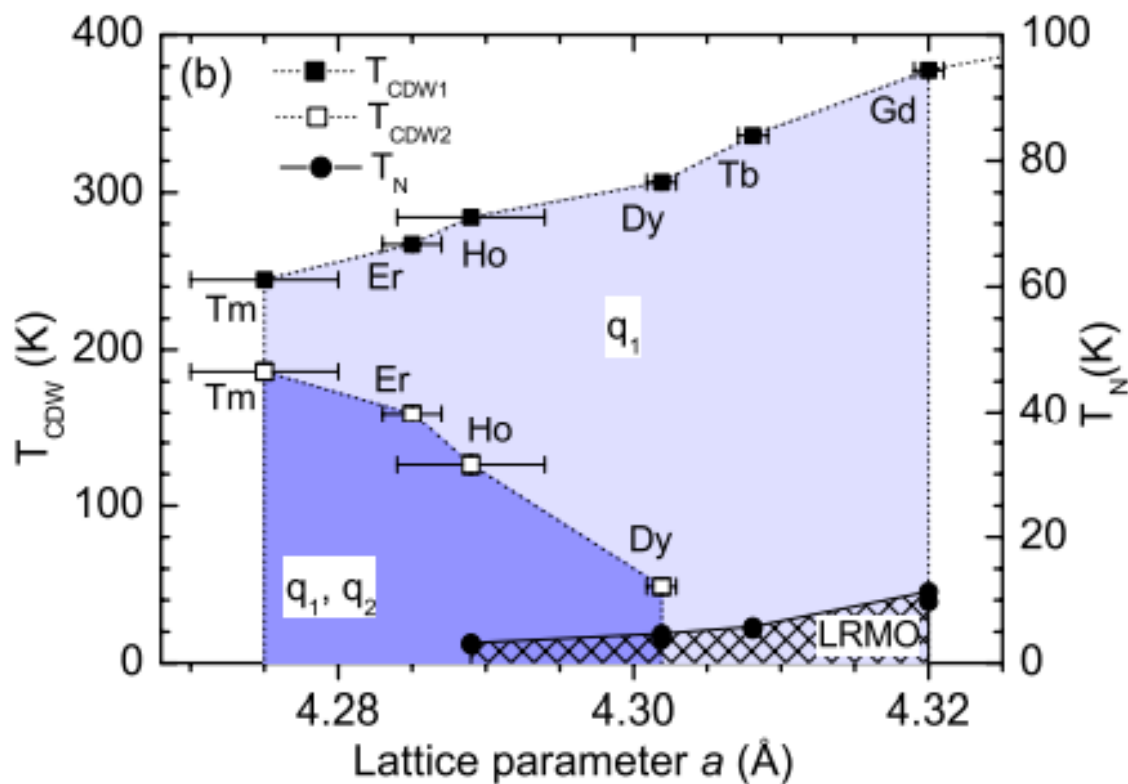 (b)
T_CDW1
T_CDW2
T_N
400
300
200
100
0
T_CDW (K)
100
80
60
40
20
0
T_N(K)
Gd
Tb
Dy
Ho
Er
Tm
q_1
Tm
Er
Ho
Dy
q_1, q_2
LRMO
4.28 4.30 4.32
Lattice parameter a (Å)